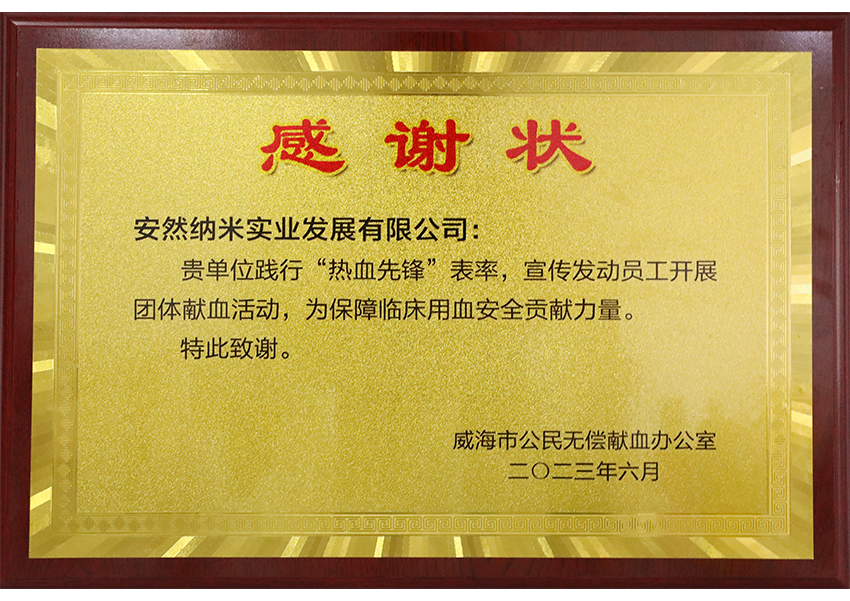 感谢状
安然纳米实业发展有限公司：
贵单位践行“热血先锋”表率，宣传发动员工开展
团体献血活动，为保障临床用血安全贡献力量。
特此致谢。
威海市公民无偿献血办公室
二〇二三年六月